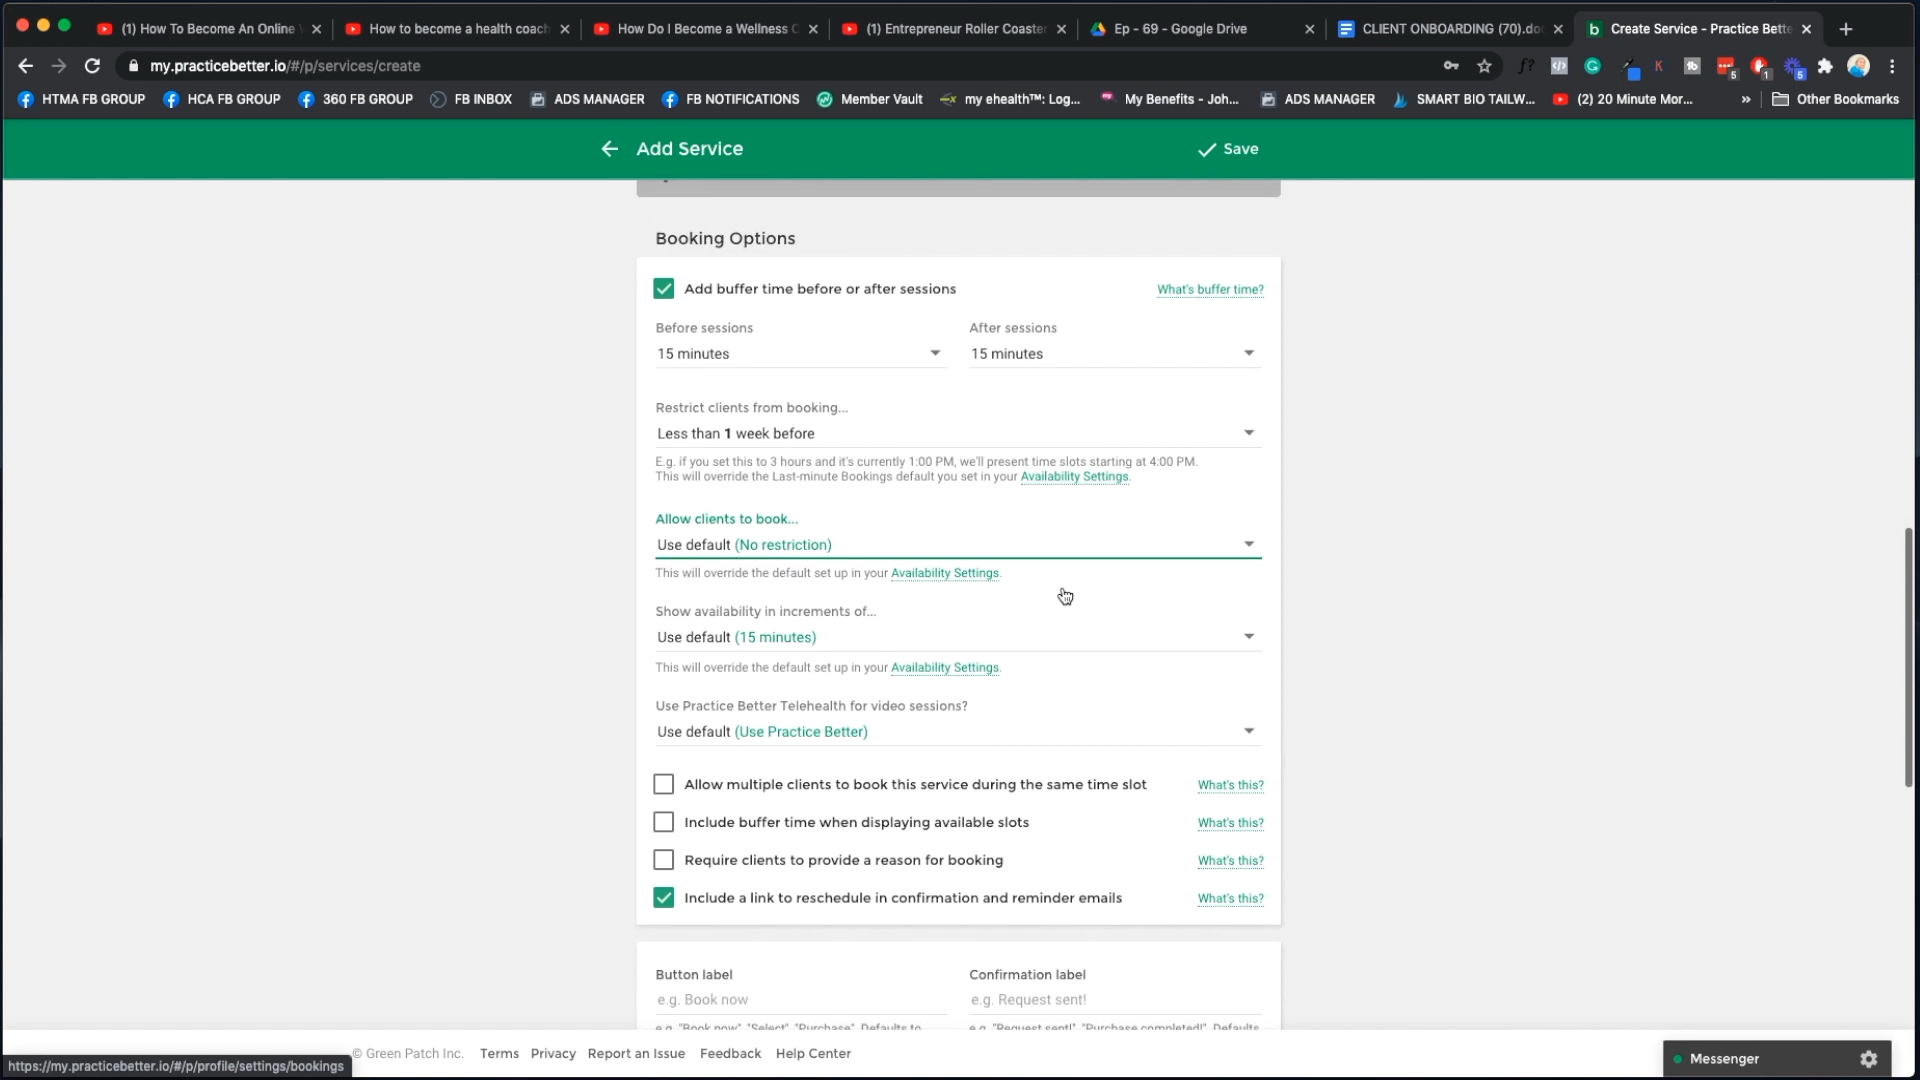 (1) How To Become An Online
How to become a health coach
How Do I Become a Wellness C
(1) Entrepreneur Roller Coaster
Ep - 69 - Google Drive
CLIENT ONBOARDING (70).doc
Create Service - Practice Bette
my.practicebetter.io/#/p/services/create
HTMA FB GROUP
HCA FB GROUP
360 FB GROUP
FB INBOX
ADS MANAGER
FB NOTIFICATIONS
Member Vault
my ehealth™: Log...
My Benefits - Joh...
ADS MANAGER
SMART BIO TAILW...
(2) 20 Minute Mor...
»
Other Bookmarks
Add Service
Save
Booking Options
Add buffer time before or after sessions
What's buffer time?
Before sessions
After sessions
15 minutes
15 minutes
Restrict clients from booking...
Less than 1 week before
E.g. if you set this to 3 hours and it's currently 1:00 PM, we'll present time slots starting at 4:00 PM.
This will override the Last-minute Bookings default you set in your Availability Settings.
Allow clients to book...
Use default (No restriction)
This will override the default set up in your Availability Settings.
Show availability in increments of...
Use default (15 minutes)
This will override the default set up in your Availability Settings.
Use Practice Better Telehealth for video sessions?
Use default (Use Practice Better)
Allow multiple clients to book this service during the same time slot
What's this?
Include buffer time when displaying available slots
What's this?
Require clients to provide a reason for booking
What's this?
Include a link to reschedule in confirmation and reminder emails
What's this?
Button label
Confirmation label
e.g. Book now
e.g. Request sent!
e.g. "Book now", "Select", "Purchase". Defaults to
e.g. "Request sent!", "Purchase completed!". Defaults
© Green Patch Inc.
Terms
Privacy
Report an Issue
Feedback
Help Center
https://my.practicebetter.io/#/p/profile/settings/bookings
Messenger